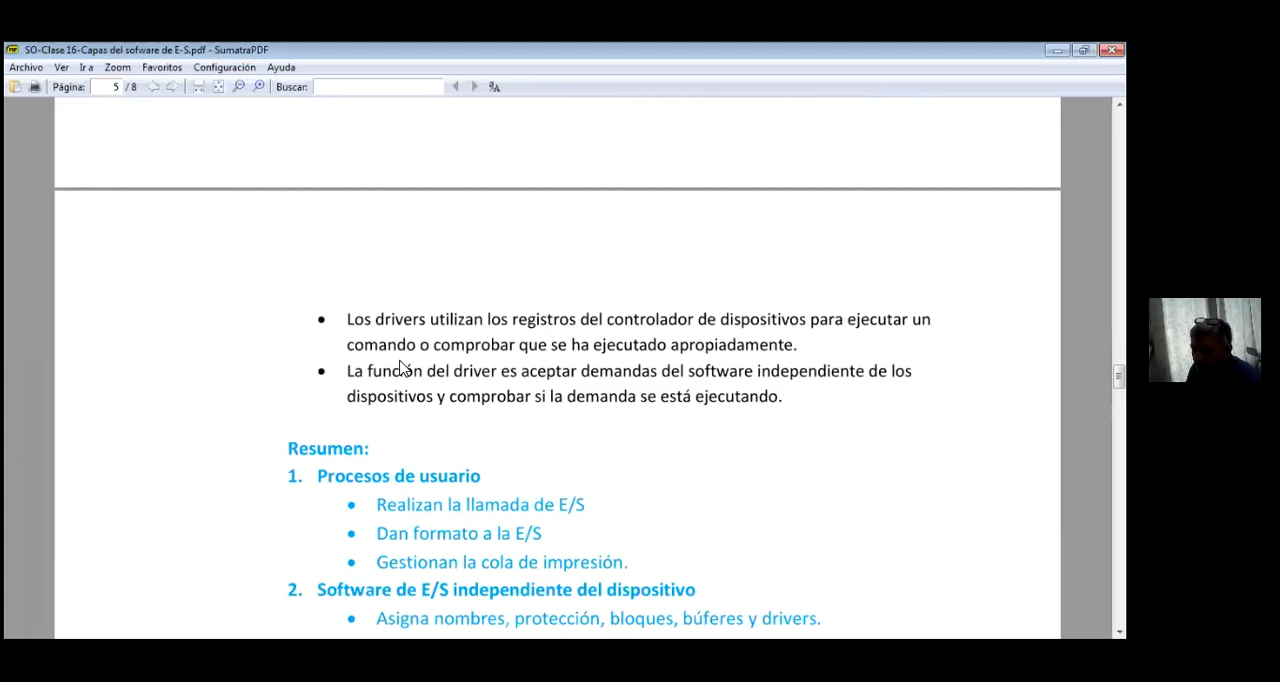 SO-Clase 16-Capas del sofware de E-S.pdf - SumatraPDF
Archivo Ver Ir a Zoom Favoritos Configuración Ayuda
Página: 5 / 8 Buscar:
• Los drivers utilizan los registros del controlador de dispositivos para ejecutar un
comando o comprobar que se ha ejecutado apropiadamente.
• La función del driver es aceptar demandas del software independiente de los
dispositivos y comprobar si la demanda se está ejecutando.
Resumen:
1. Procesos de usuario
• Realizan la llamada de E/S
• Dan formato a la E/S
• Gestionan la cola de impresión.
2. Software de E/S independiente del dispositivo
• Asigna nombres, protección, bloques, búferes y drivers.